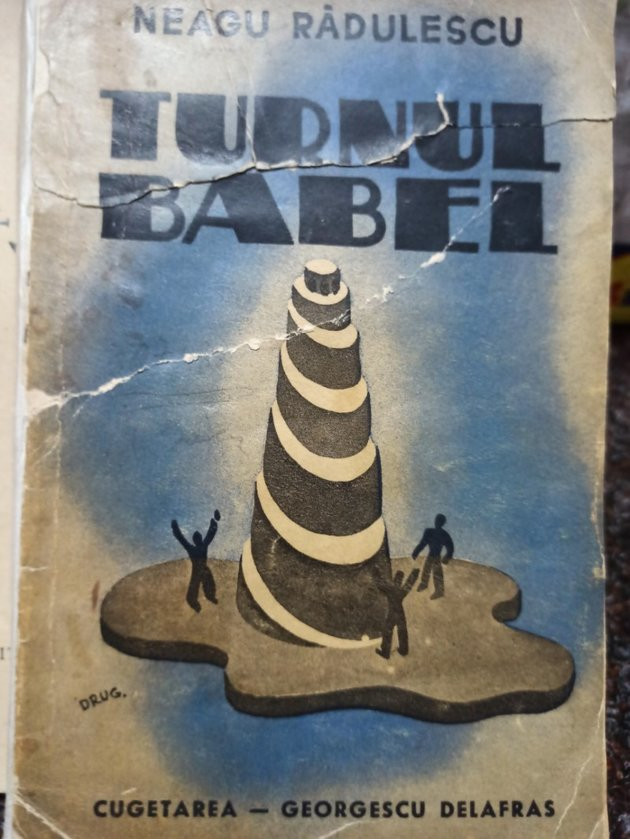 NEAGU RĂDULESCU
TURNUL
BABEL
DRUG.
CUGETAREA — GEORGESCU DELAFRAS